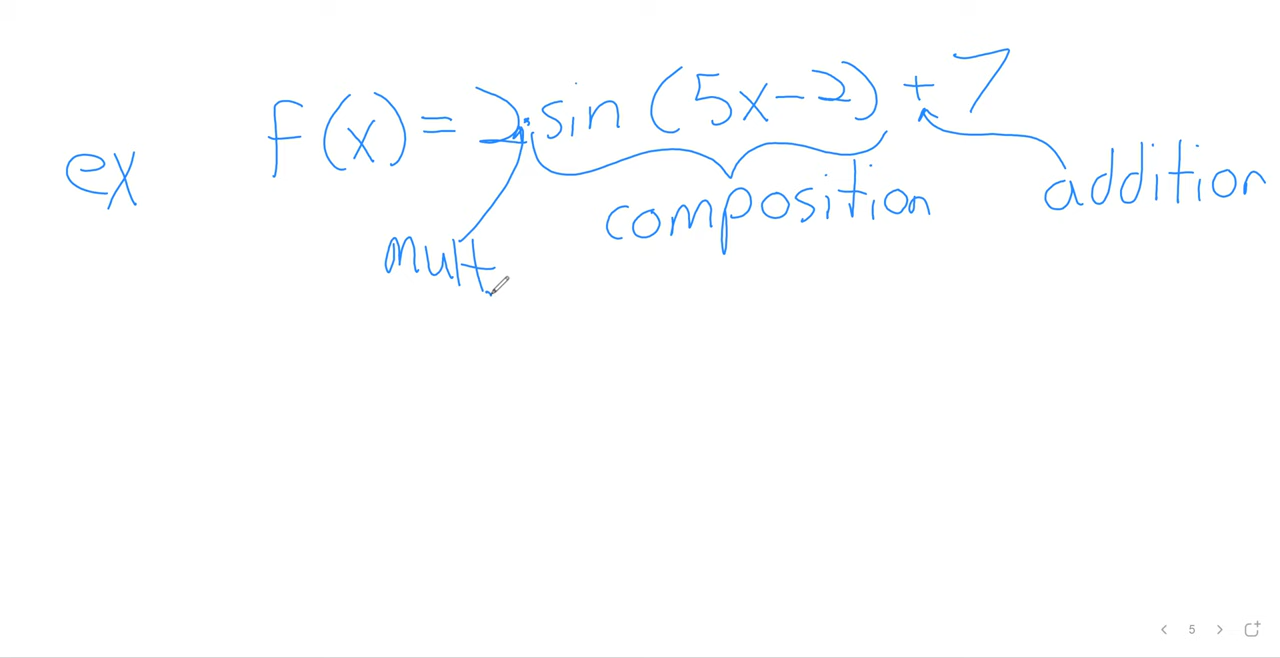 ex f(x) = 2 · sin (5x - 2) + 7
composition
addition
mult
5